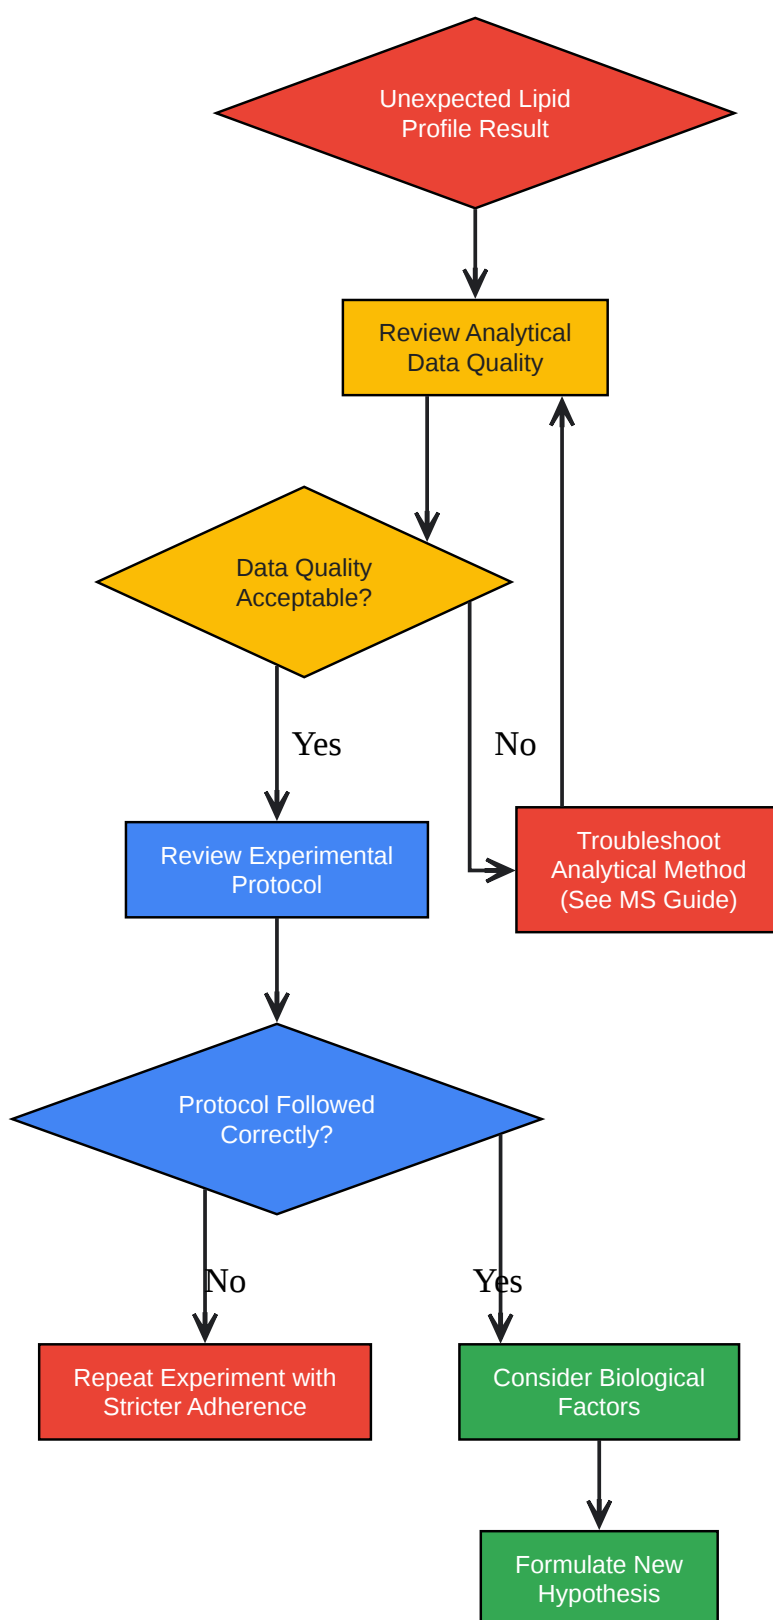 Unexpected Lipid
Profile Result
Review Analytical
Data Quality
Data Quality
Acceptable?
Yes
No
Review Experimental
Protocol
Troubleshoot
Analytical Method
(See MS Guide)
Protocol Followed
Correctly?
No
Yes
Repeat Experiment with
Stricter Adherence
Consider Biological
Factors
Formulate New
Hypothesis